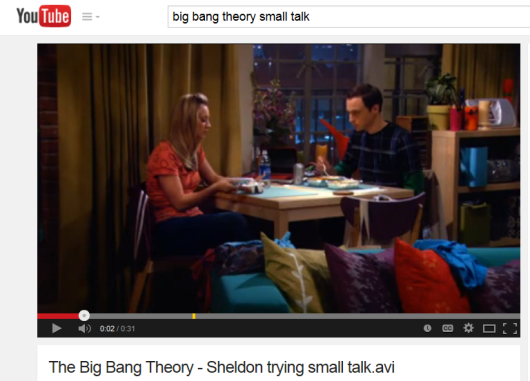 YouTube
big bang theory small talk
0:02 / 0:31
The Big Bang Theory - Sheldon trying small talk.avi